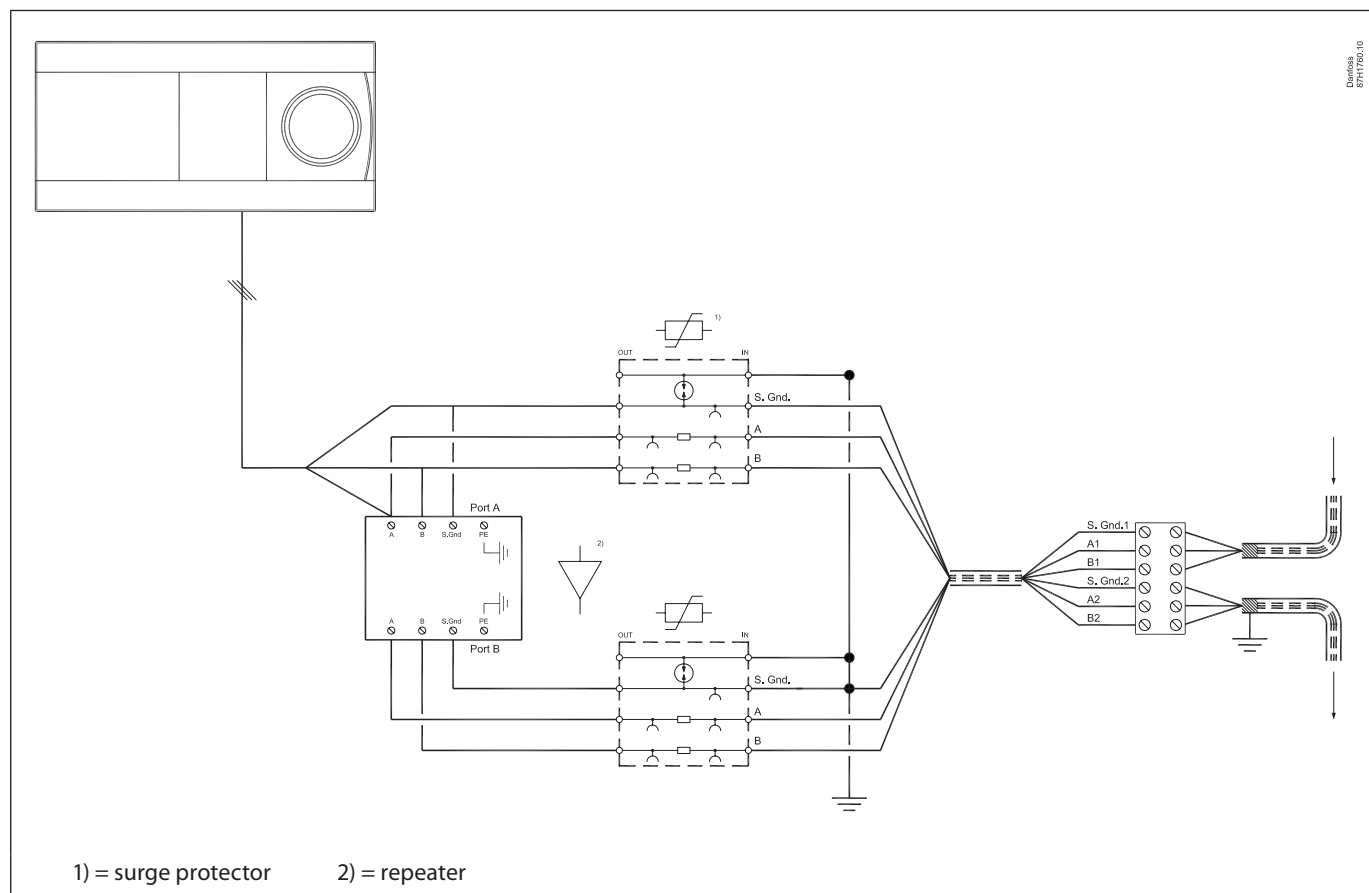 Danfoss
87H1760.10
1)
OUT
IN
S. Gnd.
A
B
Port A
A
B
S.Gnd
PE
2)
A
B
S.Gnd
PE
Port B
OUT
IN
S. Gnd.
A
B
S. Gnd.1
A1
B1
S. Gnd.2
A2
B2
1) = surge protector
2) = repeater